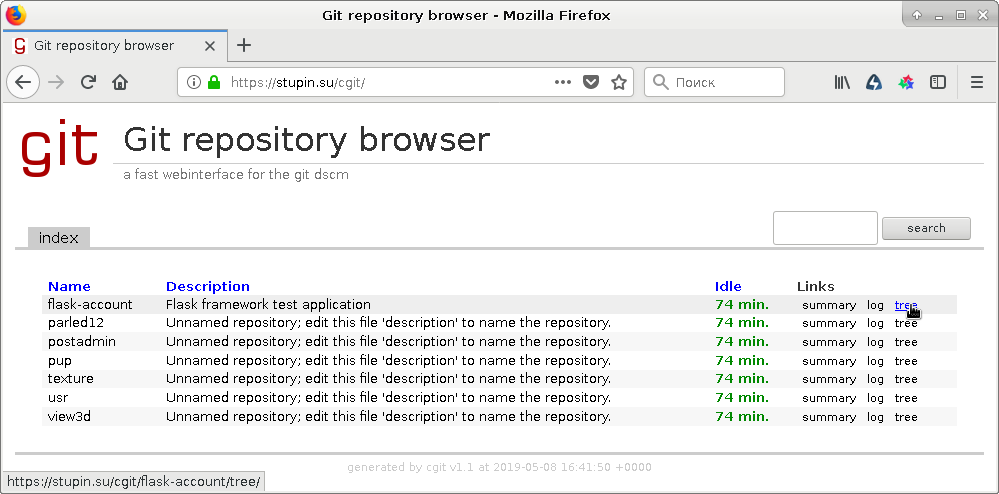 Git repository browser - Mozilla Firefox
Git repository browser
https://stupin.su/cgit/
Поиск
git
Git repository browser
a fast webinterface for the git dscm
index
search
Name Description Idle Links
flask-account Flask framework test application 74 min. summary log tree
parled12 Unnamed repository; edit this file 'description' to name the repository. 74 min. summary log tree
postadmin Unnamed repository; edit this file 'description' to name the repository. 74 min. summary log tree
pup Unnamed repository; edit this file 'description' to name the repository. 74 min. summary log tree
texture Unnamed repository; edit this file 'description' to name the repository. 74 min. summary log tree
usr Unnamed repository; edit this file 'description' to name the repository. 74 min. summary log tree
view3d Unnamed repository; edit this file 'description' to name the repository. 74 min. summary log tree
generated by cgit v1.1 at 2019-05-08 16:41:50 +0000
https://stupin.su/cgit/flask-account/tree/